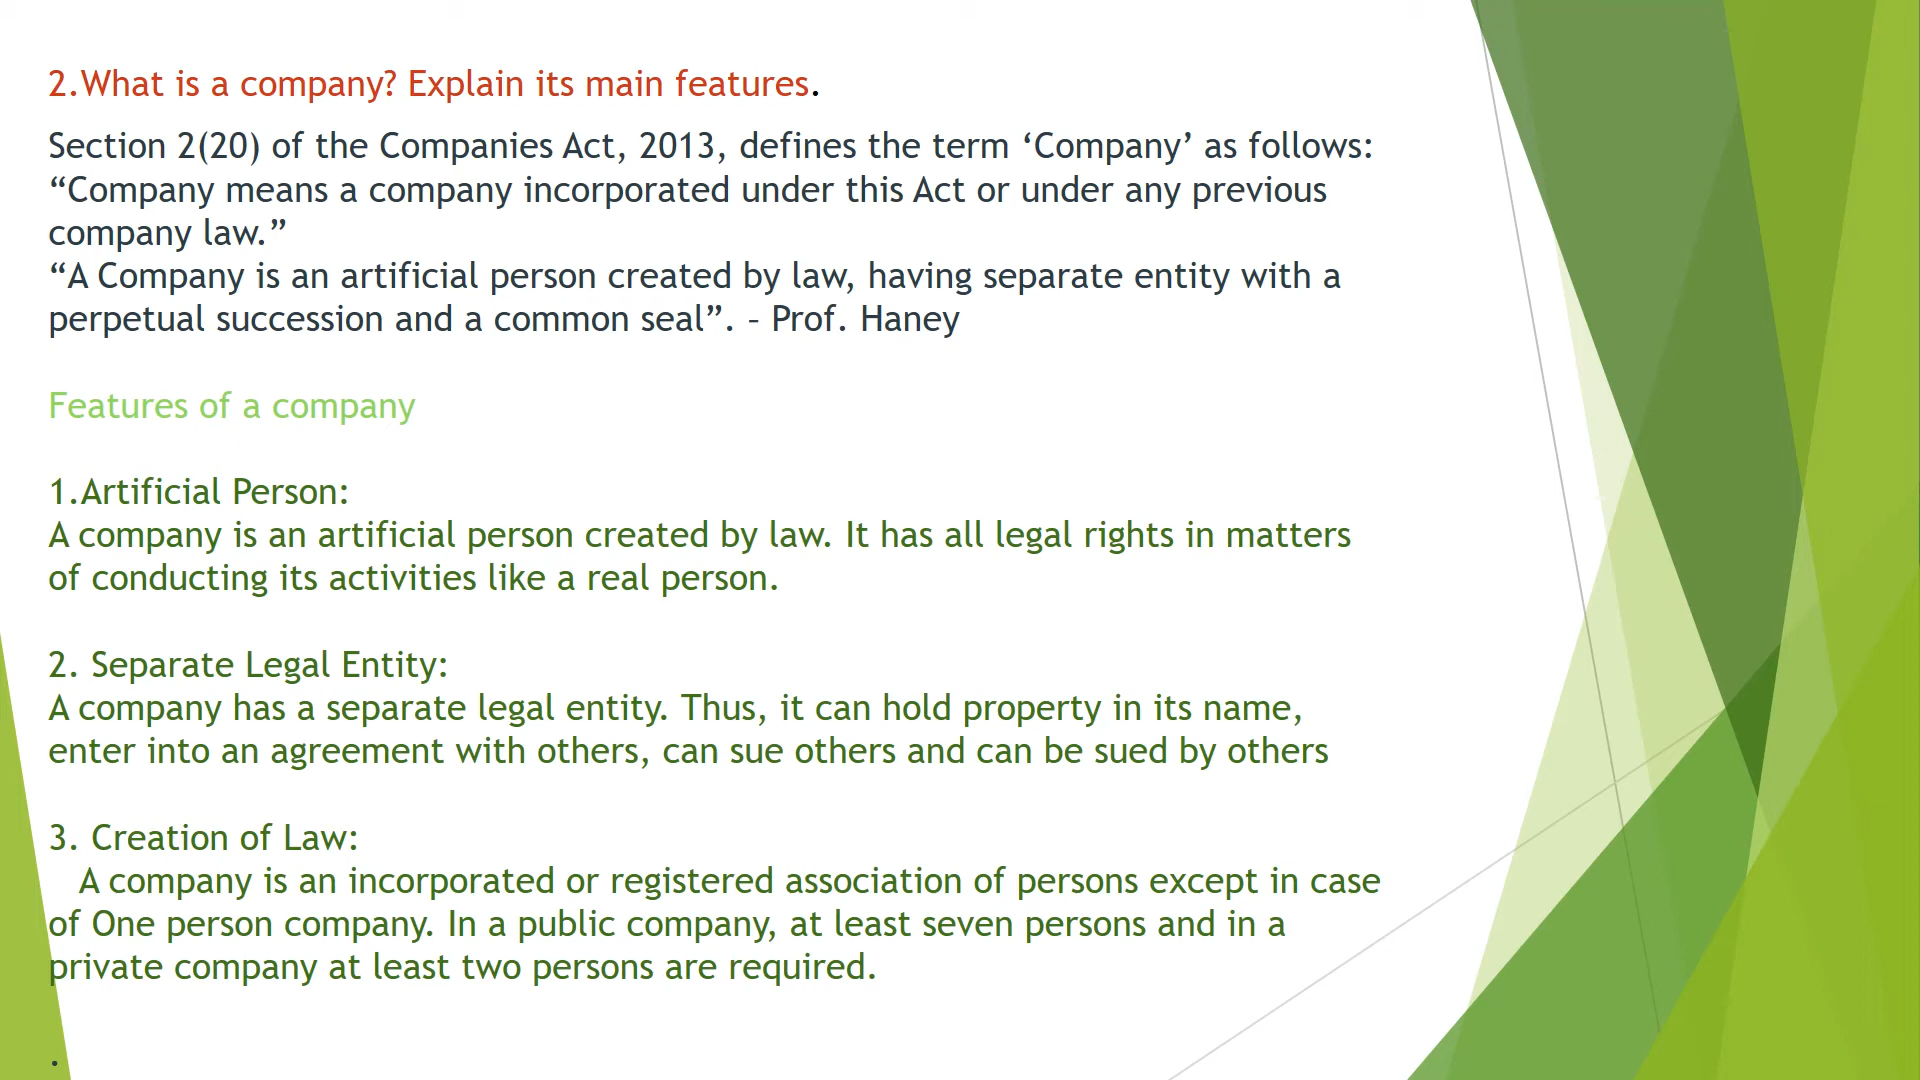 2.What is a company? Explain its main features.
Section 2(20) of the Companies Act, 2013, defines the term ‘Company’ as follows:
“Company means a company incorporated under this Act or under any previous
company law.”
“A Company is an artificial person created by law, having separate entity with a
perpetual succession and a common seal”. - Prof. Haney
Features of a company
1.Artificial Person:
A company is an artificial person created by law. It has all legal rights in matters
of conducting its activities like a real person.
2. Separate Legal Entity:
A company has a separate legal entity. Thus, it can hold property in its name,
enter into an agreement with others, can sue others and can be sued by others
3. Creation of Law:
A company is an incorporated or registered association of persons except in case
of One person company. In a public company, at least seven persons and in a
private company at least two persons are required.
.